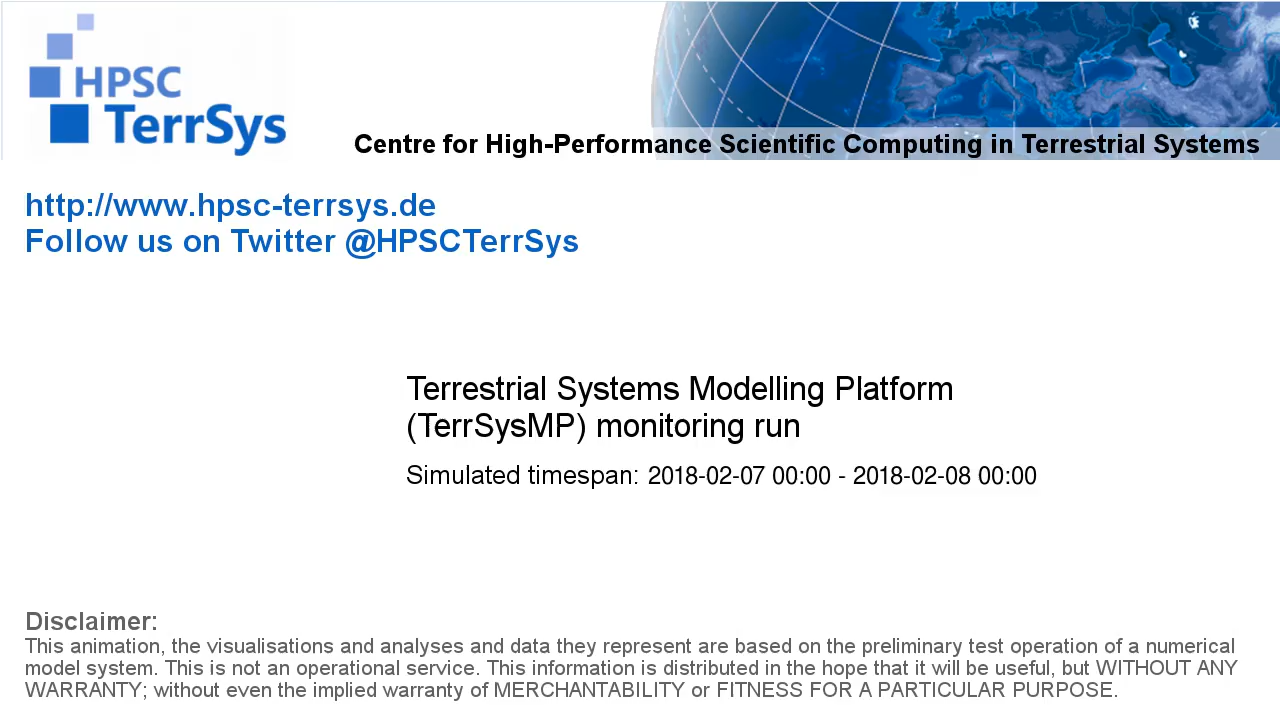 HPSC
TerrSys
Centre for High-Performance Scientific Computing in Terrestrial Systems
http://www.hpsc-terrsys.de
Follow us on Twitter @HPSCTerrSys
Terrestrial Systems Modelling Platform
(TerrSysMP) monitoring run
Simulated timespan: 2018-02-07 00:00 - 2018-02-08 00:00
Disclaimer:
This animation, the visualisations and analyses and data they represent are based on the preliminary test operation of a numerical
model system. This is not an operational service. This information is distributed in the hope that it will be useful, but WITHOUT ANY
WARRANTY; without even the implied warranty of MERCHANTABILITY or FITNESS FOR A PARTICULAR PURPOSE.